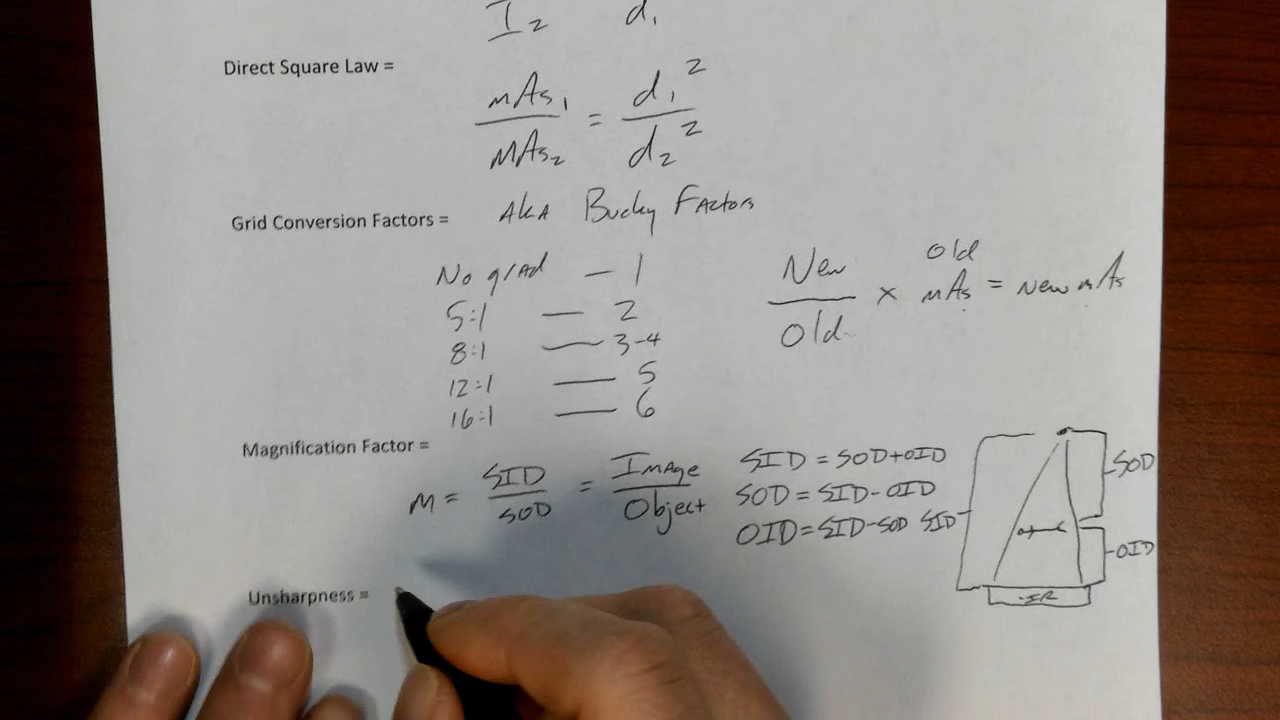 I₂ d₁
Direct Square Law =
mAs₁ / mAs₂ = d₁² / d₂²
Grid Conversion Factors = AKA Bucky Factors
No grid — 1
5:1 — 2
8:1 — 3-4
12:1 — 5
16:1 — 6
New / Old × old mAs = New mAs
Magnification Factor =
M = SID / SOD = Image / Object
SID = SOD + OID
SOD = SID - OID
OID = SID - SOD
SID
SOD
OID
IR
Unsharpness =